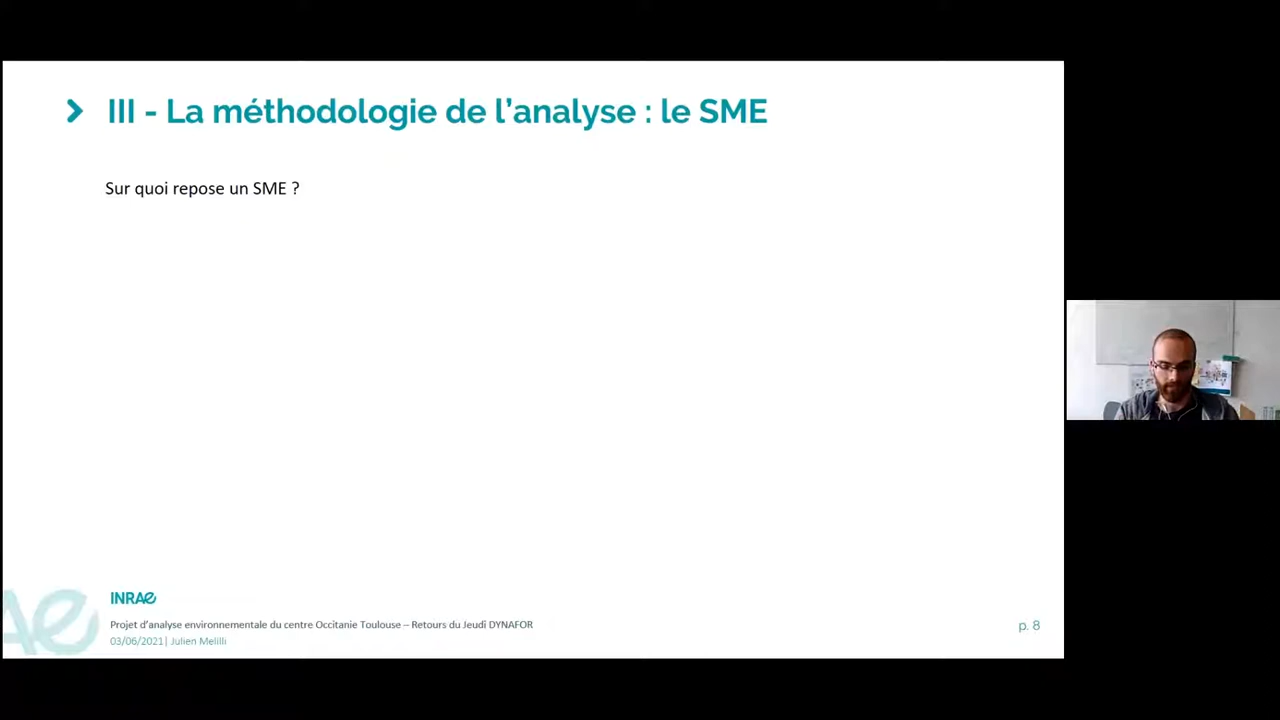 III - La méthodologie de l'analyse : le SME
Sur quoi repose un SME ?
INRAE
Projet d'analyse environnementale du centre Occitanie Toulouse – Retours du Jeudi DYNAFOR
03/06/2021| Julien Melilli
p. 8